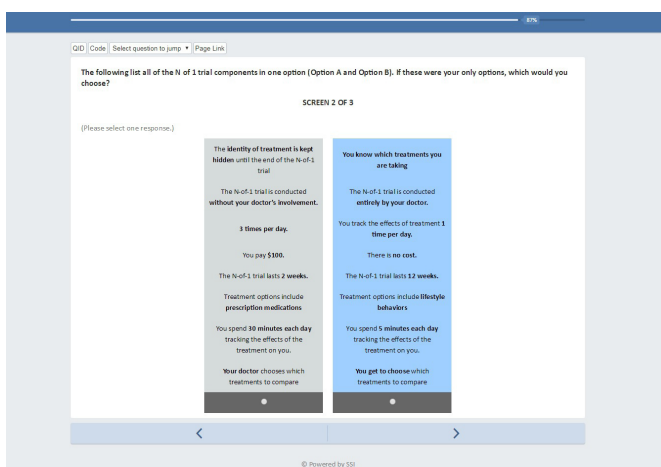 87%
QID Code Select question to jump Page Link
The following list all of the N of 1 trial components in one option (Option A and Option B). If these were your only options, which would you
choose?
SCREEN 2 OF 3
(Please select one response.)
The identity of treatment is kept
hidden until the end of the N-of-1
trial
You know which treatments you
are taking
The N-of-1 trial is conducted
without your doctor's involvement.
The N-of-1 trial is conducted
entirely by your doctor.
3 times per day.
You track the effects of treatment 1
time per day.
You pay $100.
There is no cost.
The N-of-1 trial lasts 2 weeks.
The N-of-1 trial lasts 12 weeks.
Treatment options include
prescription medications
Treatment options include lifestyle
behaviors
You spend 30 minutes each day
tracking the effects of the
treatment on you.
You spend 5 minutes each day
tracking the effects of the
treatment on you.
Your doctor chooses which
treatments to compare
You get to choose which
treatments to compare
© Powered by SSI